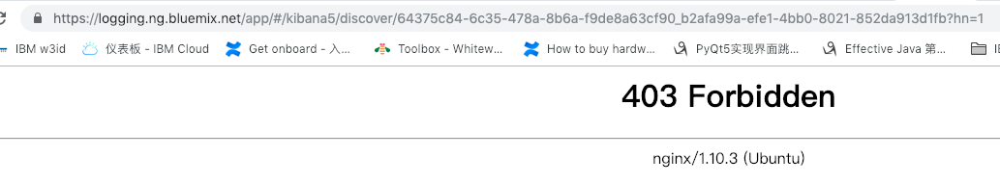 https://logging.ng.bluemix.net/app/#/kibana5/discover/64375c84-6c35-478a-8b6a-f9de8a63cf90_b2afa99a-efe1-4bb0-8021-852da913d1fb?hn=1
IBM w3id 仪表板 - IBM Cloud Get onboard - 入... Toolbox - Whitew... How to buy hardw... PyQt5实现界面跳... Effective Java 第...
403 Forbidden
nginx/1.10.3 (Ubuntu)